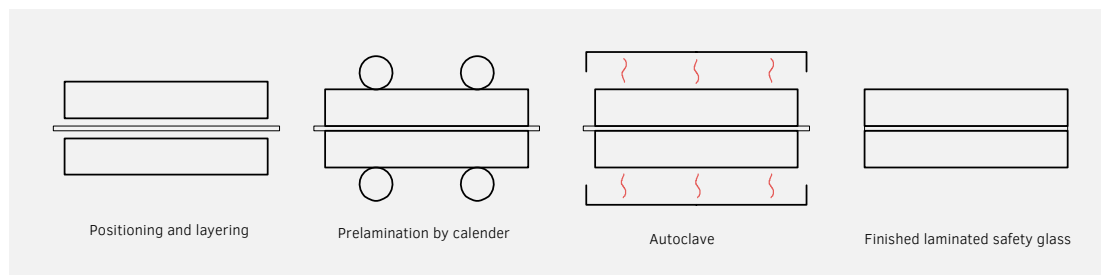 Positioning and layering
Prelamination by calender
Autoclave
Finished laminated safety glass